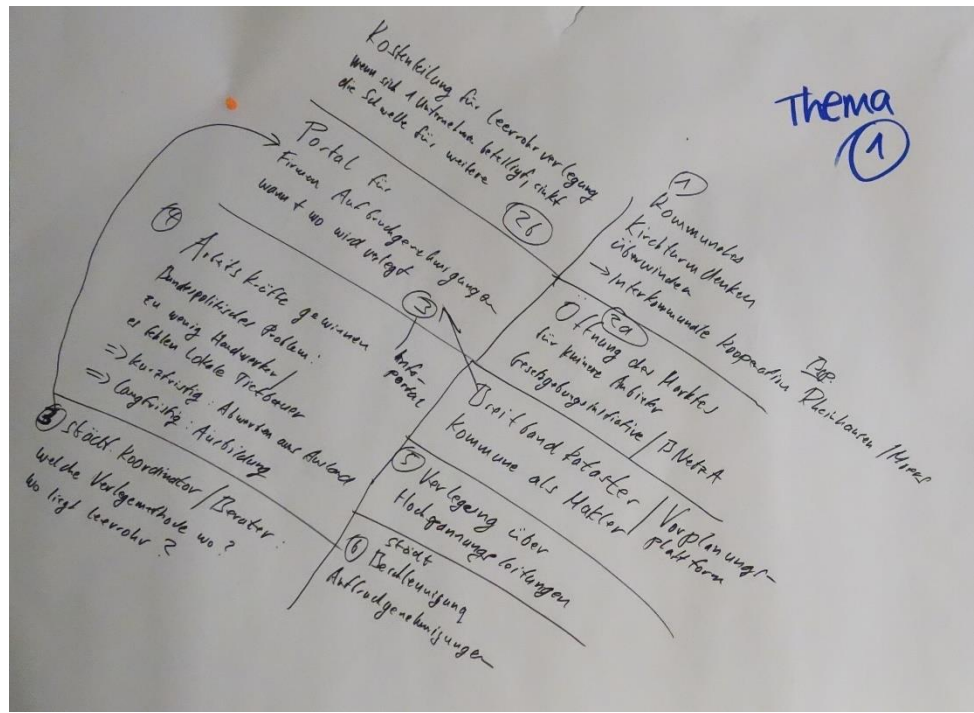 Thema
1
Kostenteilung für Leerrohrverlegung
wenn sich 1 Unternehmen beteiligt, sinkt
die Schwelle für weitere
2b
Portal für
Firmen Aufbruchgenehmigungen
wann + wo wird verlegt
3
Info-
portal
4
Arbeitskräfte gewinnen
Bundespolitisches Problem:
zu wenig Handwerker/
es fehlen lokale Tiefbauer
=> kurzfristig: Abwerben aus Ausland
=> Langfristig: Ausbildung
3 städt. Koordinator/Berater:
welche Verlegemethode wo?
wo liegt Leerrohr?
1
Kommunales
Kirchturmdenken
überwinden
-> Interkommunale Kooperation
Rheinhausen/Moers
2a
Öffnung des Marktes
für kleinere Anbieter
Gesetzgebungsinitiative/BNetzA
Breitbandkataster/Vorplanungs-
Kommune als Makler plattform
5 Verlegung über
Hochspannungsleitungen
6 städt
Beschleunigung
Aufbruchgenehmigungen